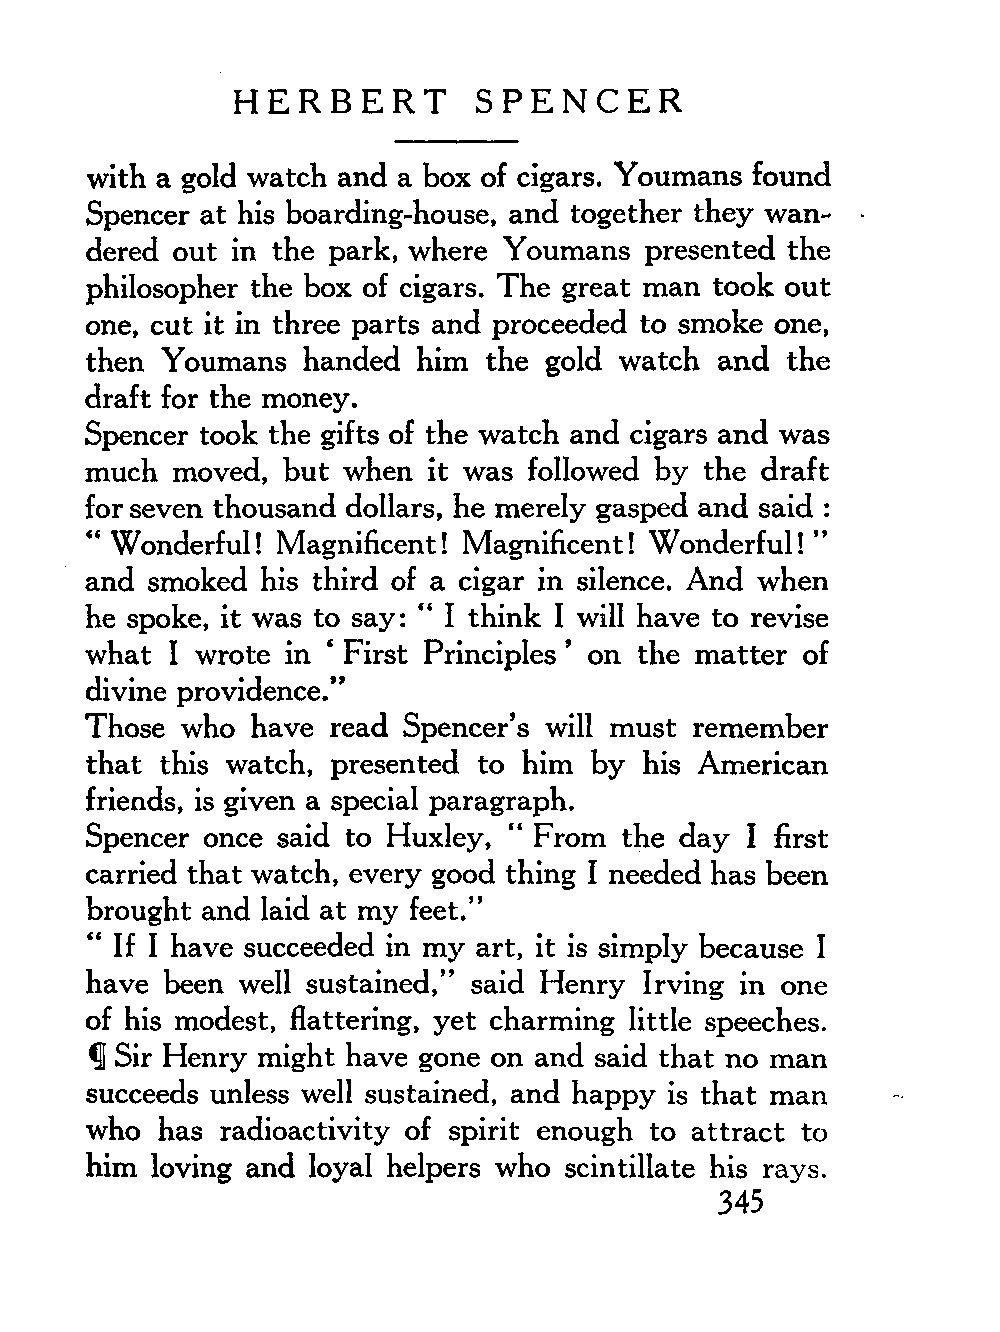 HERBERT SPENCER
with a gold watch and a box of cigars. Youmans found
Spencer at his boarding-house, and together they wan-
dered out in the park, where Youmans presented the
philosopher the box of cigars. The great man took out
one, cut it in three parts and proceeded to smoke one,
then Youmans handed him the gold watch and the
draft for the money.
Spencer took the gifts of the watch and cigars and was
much moved, but when it was followed by the draft
for seven thousand dollars, he merely gasped and said :
“ Wonderful! Magnificent! Magnificent! Wonderful! ”
and smoked his third of a cigar in silence. And when
he spoke, it was to say: “ I think I will have to revise
what I wrote in ‘ First Principles ’ on the matter of
divine providence.”
Those who have read Spencer’s will must remember
that this watch, presented to him by his American
friends, is given a special paragraph.
Spencer once said to Huxley, “ From the day I first
carried that watch, every good thing I needed has been
brought and laid at my feet.”
“ If I have succeeded in my art, it is simply because I
have been well sustained,” said Henry Irving in one
of his modest, flattering, yet charming little speeches.
¶ Sir Henry might have gone on and said that no man
succeeds unless well sustained, and happy is that man
who has radioactivity of spirit enough to attract to
him loving and loyal helpers who scintillate his rays.
345